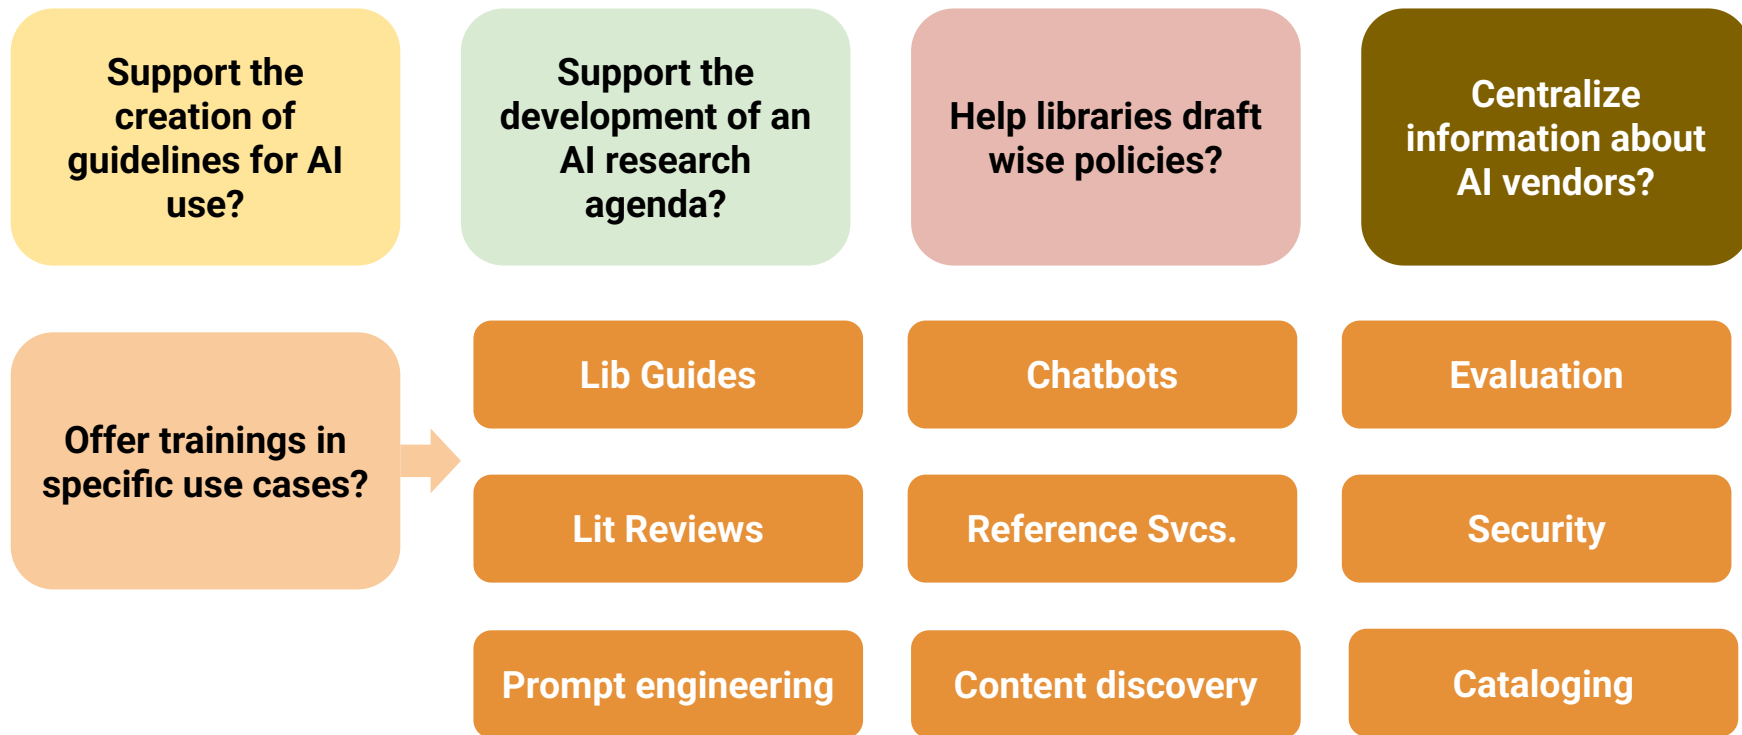 Support the
creation of
guidelines for AI
use?
Support the
development of an
AI research
agenda?
Help libraries draft
wise policies?
Centralize
information about
AI vendors?
Offer trainings in
specific use cases?
Lib Guides
Chatbots
Evaluation
Lit Reviews
Reference Svcs.
Security
Prompt engineering
Content discovery
Cataloging